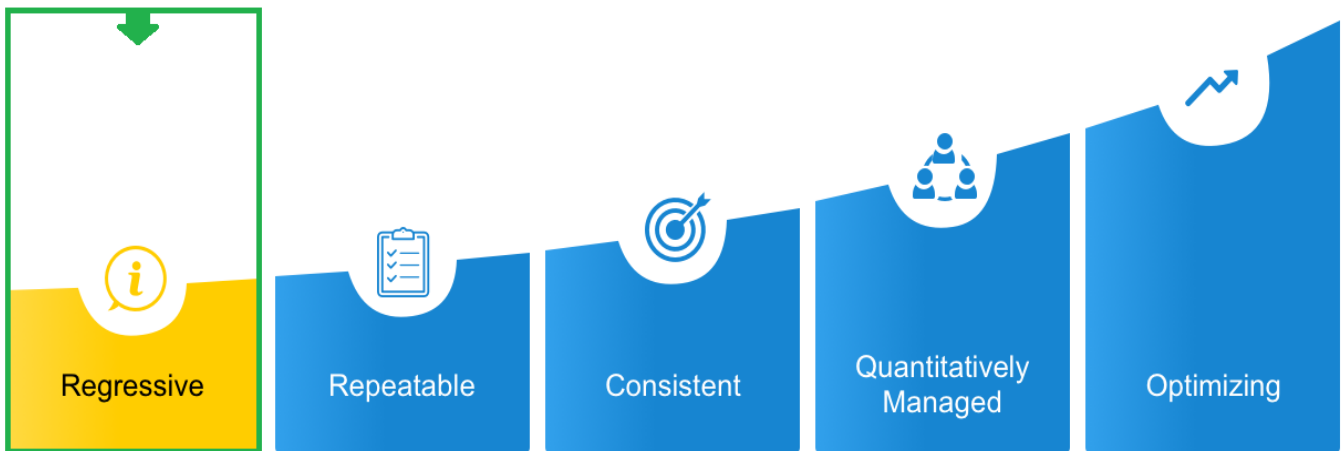 Regressive
Repeatable
Consistent
Quantitatively
Managed
Optimizing